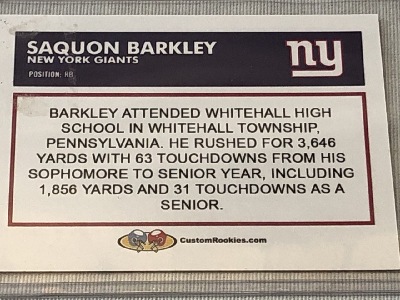 SAQUON BARKLEY
NEW YORK GIANTS
POSITION: RB
ny
BARKLEY ATTENDED WHITEHALL HIGH
SCHOOL IN WHITEHALL TOWNSHIP,
PENNSYLVANIA. HE RUSHED FOR 3,646
YARDS WITH 63 TOUCHDOWNS FROM HIS
SOPHOMORE TO SENIOR YEAR, INCLUDING
1,856 YARDS AND 31 TOUCHDOWNS AS A
SENIOR.
CustomRookies.com